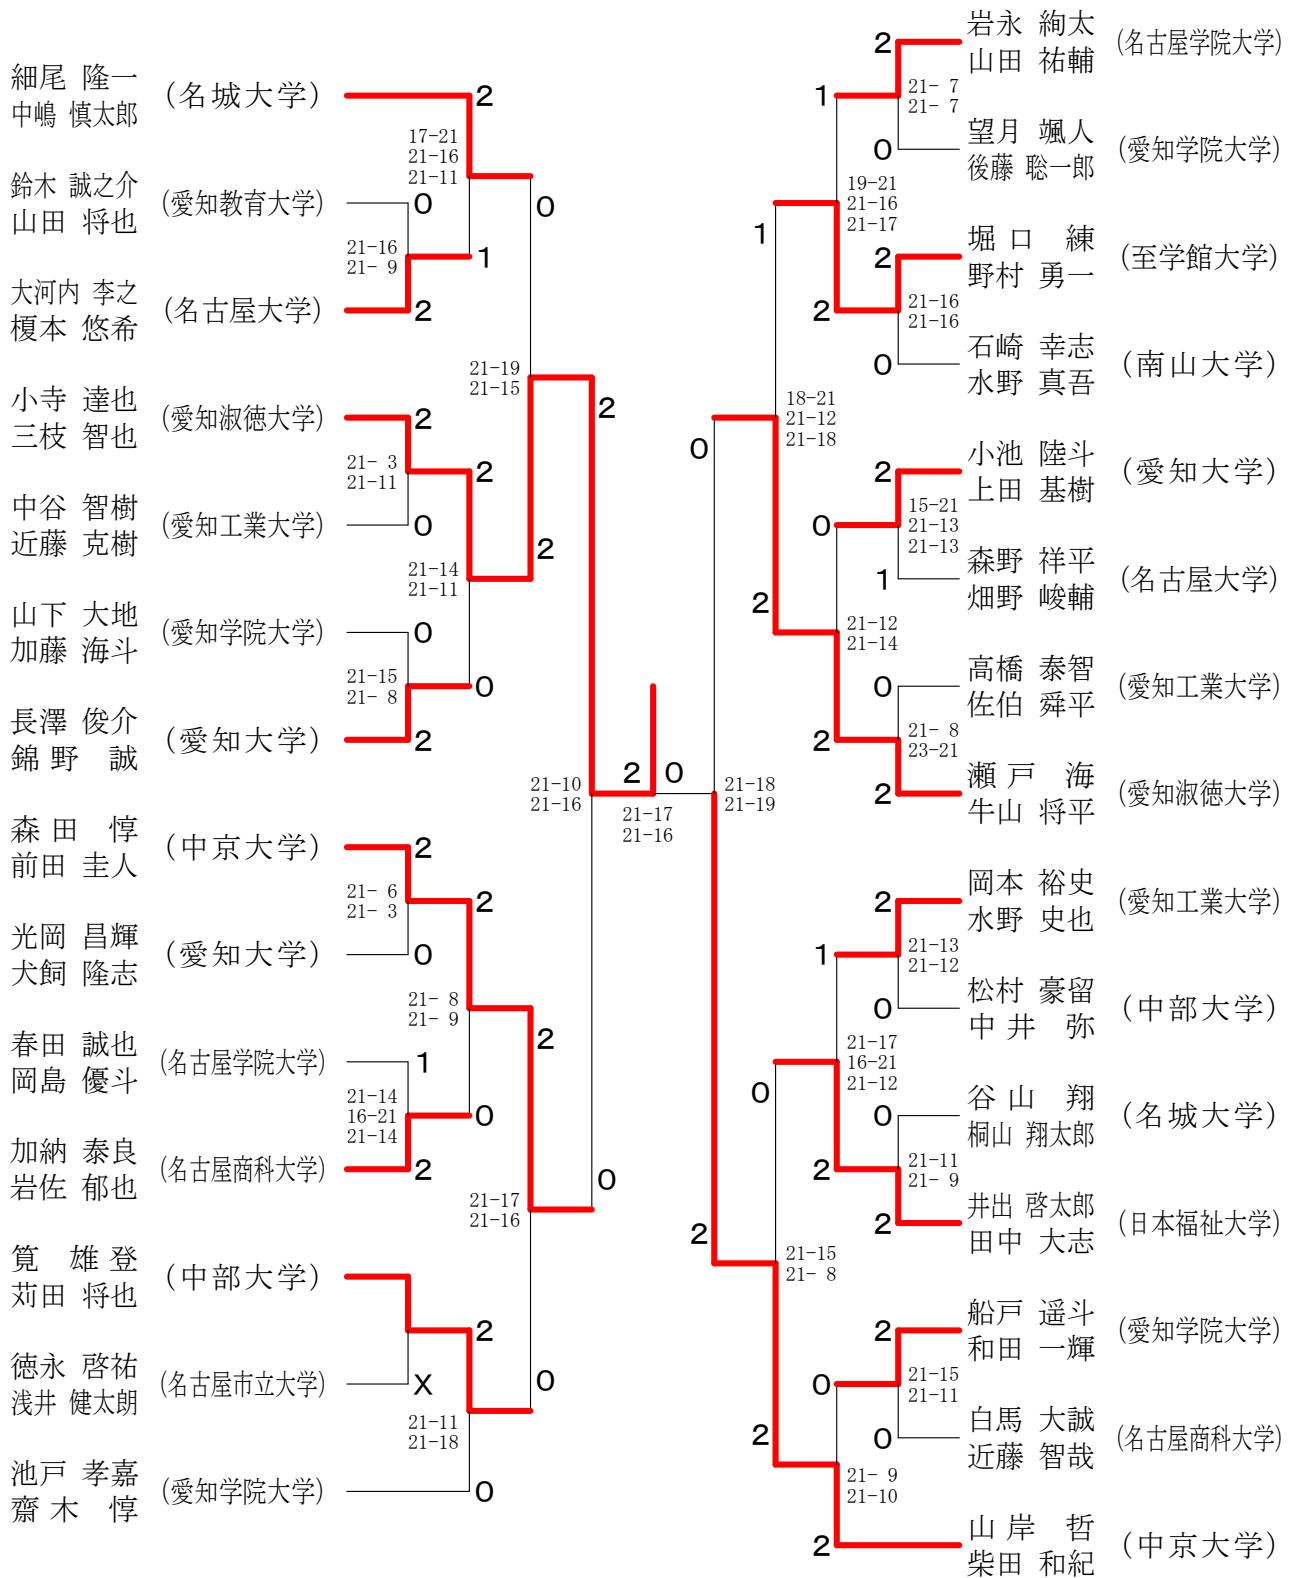 細尾 隆一
中嶋 慎太郎
(名城大学)
2
17-21
21-16
21-11
鈴木 誠之介
山田 将也
(愛知教育大学)
0
0
21-16
21- 9
1
大河内 李之
榎本 悠希
(名古屋大学)
2
21-19
21-15
小寺 達也
三枝 智也
(愛知淑徳大学)
2
2
21- 3
21-11
2
中谷 智樹
近藤 克樹
(愛知工業大学)
0
2
21-14
21-11
山下 大地
加藤 海斗
(愛知学院大学)
0
21-15
21- 8
0
長澤 俊介
錦野 誠
(愛知大学)
2
21-10
21-16
2
0
21-17
21-16
森田 惇
前田 圭人
(中京大学)
2
21- 6
21- 3
2
光岡 昌輝
犬飼 隆志
(愛知大学)
0
21- 8
21- 9
2
春田 誠也
岡島 優斗
(名古屋学院大学)
1
21-14
16-21
21-14
0
加納 泰良
岩佐 郁也
(名古屋商科大学)
2
0
21-17
21-16
筧 雄登
苅田 将也
(中部大学)
2
徳永 啓祐
浅井 健太朗
(名古屋市立大学)
X
0
21-11
21-18
池戸 孝嘉
齋木 惇
(愛知学院大学)
0
岩永 絢太
山田 祐輔
(名古屋学院大学)
2
1
21- 7
21- 7
望月 颯人
後藤 聡一郎
(愛知学院大学)
0
19-21
21-16
21-17
1
堀口 練
野村 勇一
(至学館大学)
2
2
21-16
21-16
石崎 幸志
水野 真吾
(南山大学)
0
18-21
21-12
21-18
0
小池 陸斗
上田 基樹
(愛知大学)
2
0
15-21
21-13
21-13
森野 祥平
畑野 峻輔
(名古屋大学)
1
2
21-12
21-14
高橋 泰智
佐伯 舜平
(愛知工業大学)
0
2
21- 8
23-21
瀬戸 海
牛山 将平
(愛知淑徳大学)
2
21-18
21-19
岡本 裕史
水野 史也
(愛知工業大学)
2
1
21-13
21-12
松村 豪留
中井 弥
(中部大学)
0
21-17
16-21
21-12
0
谷山 翔
桐山 翔太郎
(名城大学)
0
2
21-11
21- 9
井出 啓太郎
田中 大志
(日本福祉大学)
2
2
21-15
21- 8
船戸 遥斗
和田 一輝
(愛知学院大学)
2
0
21-15
21-11
白馬 大誠
近藤 智哉
(名古屋商科大学)
0
2
21- 9
21-10
山岸 哲
柴田 和紀
(中京大学)
2